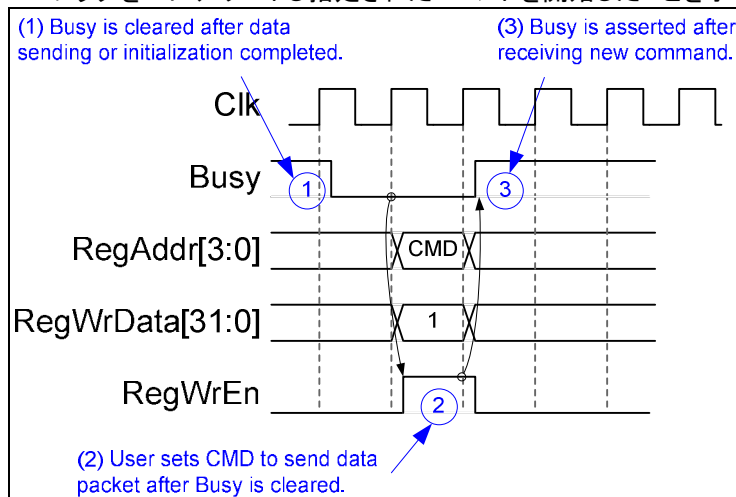 (1) Busy is cleared after data
sending or initialization completed.
(3) Busy is asserted after
receiving new command.
Clk
Busy
1
3
RegAddr[3:0]
CMD
RegWrData[31:0]
1
RegWrEn
2
(2) User sets CMD to send data
packet after Busy is cleared.